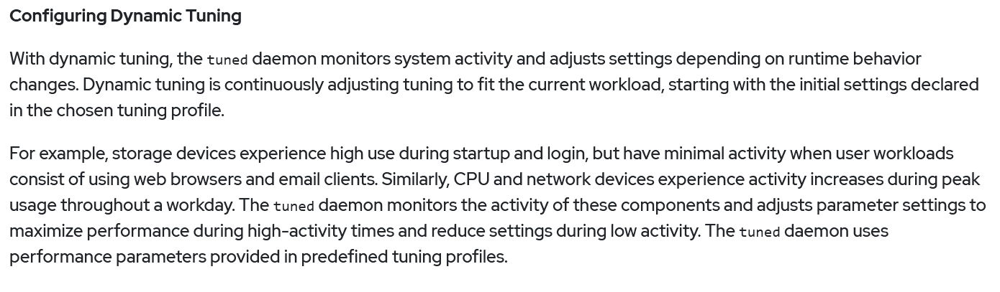 Configuring Dynamic Tuning
With dynamic tuning, the tuned daemon monitors system activity and adjusts settings depending on runtime behavior
changes. Dynamic tuning is continuously adjusting tuning to fit the current workload, starting with the initial settings declared
in the chosen tuning profile.
For example, storage devices experience high use during startup and login, but have minimal activity when user workloads
consist of using web browsers and email clients. Similarly, CPU and network devices experience activity increases during peak
usage throughout a workday. The tuned daemon monitors the activity of these components and adjusts parameter settings to
maximize performance during high-activity times and reduce settings during low activity. The tuned daemon uses
performance parameters provided in predefined tuning profiles.